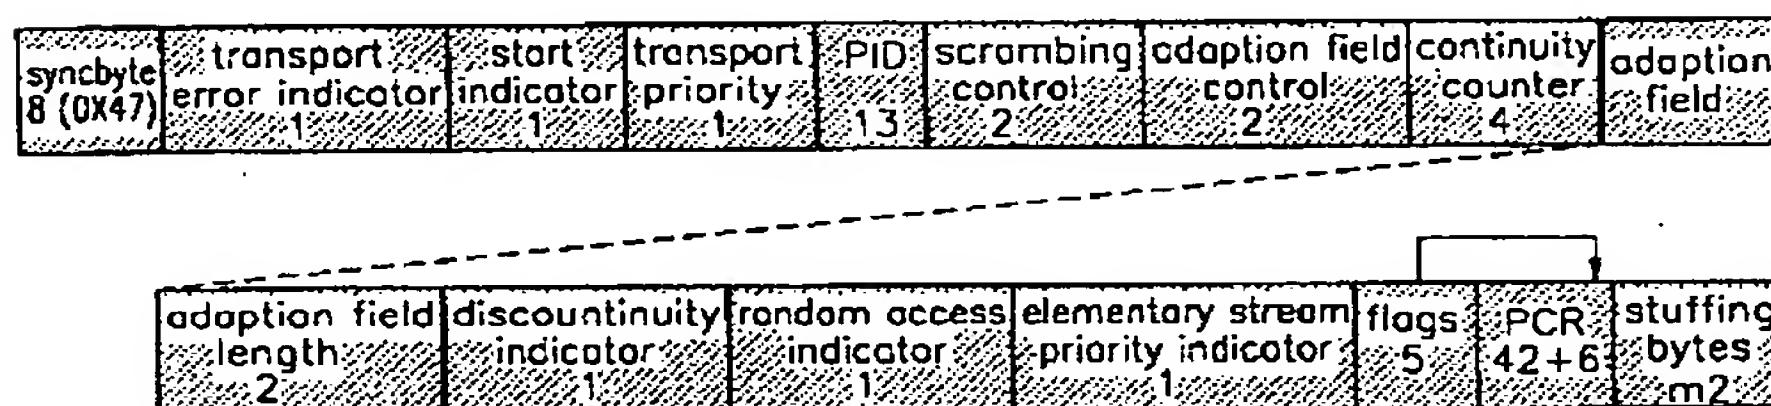 syncbyte
8 (0X47)
transport
error indicator
1
start
indicator
1
transport
priority
1
PID
13
scrambing
control
2
adaption field
control
2
continuity
counter
4
adaption
field
adaption field
length
2
discountinuity
indicator
1
random access
indicator
1
elementary stream
priority indicator
1
flags
5
PCR
42+6
stuffing
bytes
m2